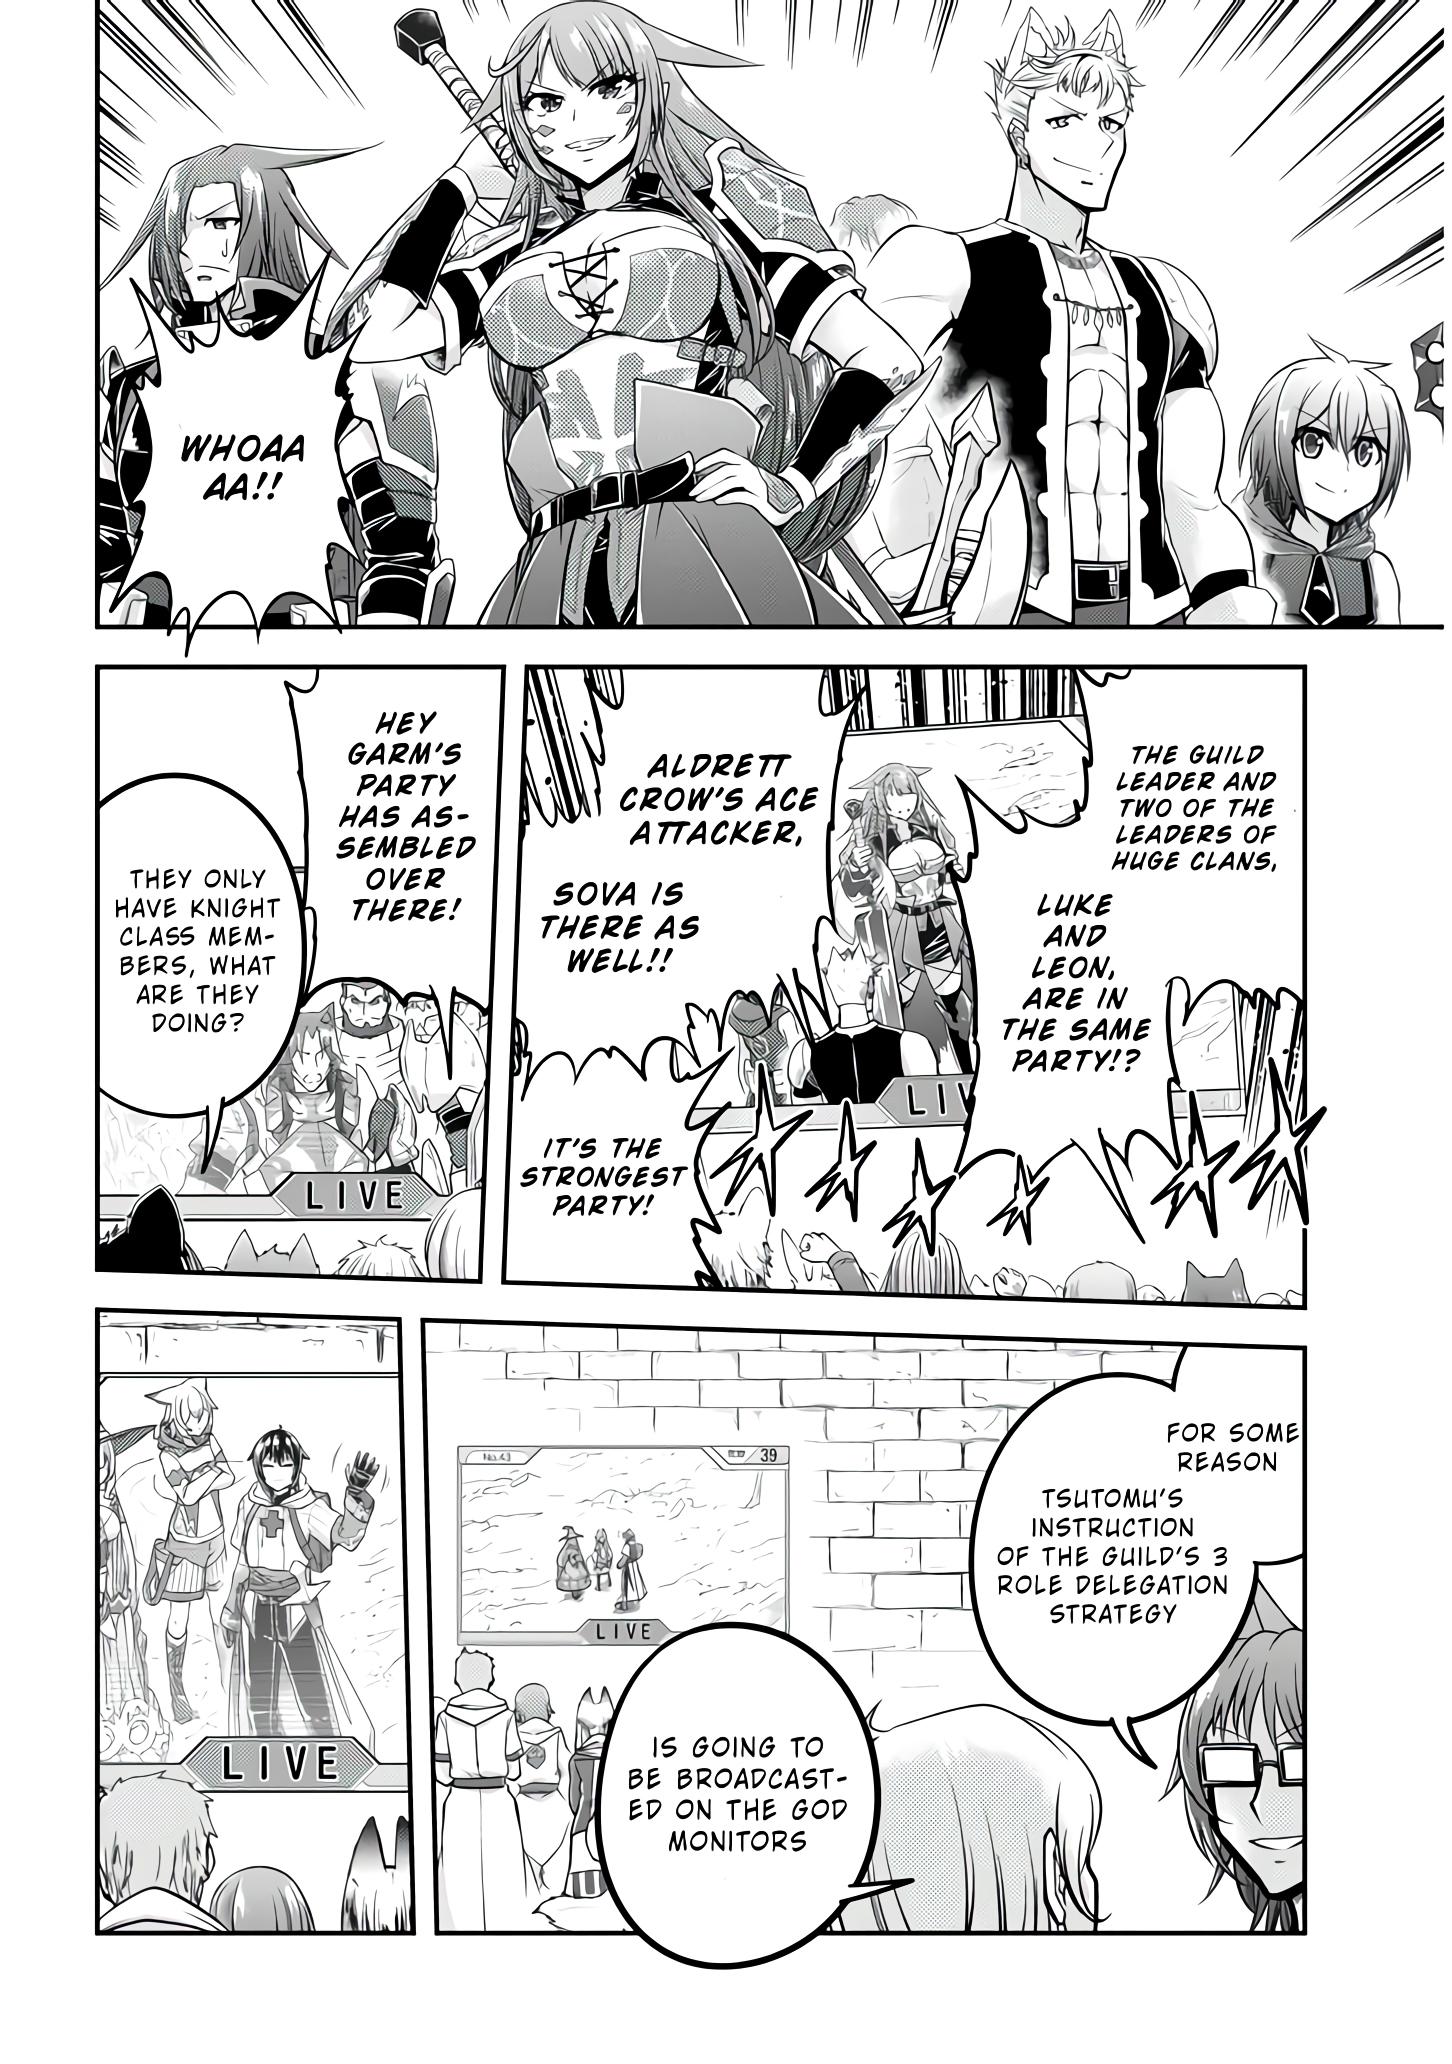 WHOAA
AA!!
THE GUILD
LEADER AND
TWO OF THE
LEADERS OF
HUGE CLANS,
LUKE
AND
LEON,
ARE IN
THE SAME
PARTY!?
ALDRETT
CROW'S ACE
ATTACKER,
SOVA IS
THERE AS
WELL!!
IT'S THE
STRONGEST
PARTY!
LIV
HEY
GARM'S
PARTY
HAS AS-
SEMBLED
OVER
THERE!
THEY ONLY
HAVE KNIGHT
CLASS MEM-
BERS, WHAT
ARE THEY
DOING?
LIVE
FOR SOME
REASON
TSUTOMU'S
INSTRUCTION
OF THE GUILD'S 3
ROLE DELEGATION
STRATEGY
No.43
39
LIVE
IS GOING TO
BE BROADCAST-
ED ON THE GOD
MONITORS
LIVE